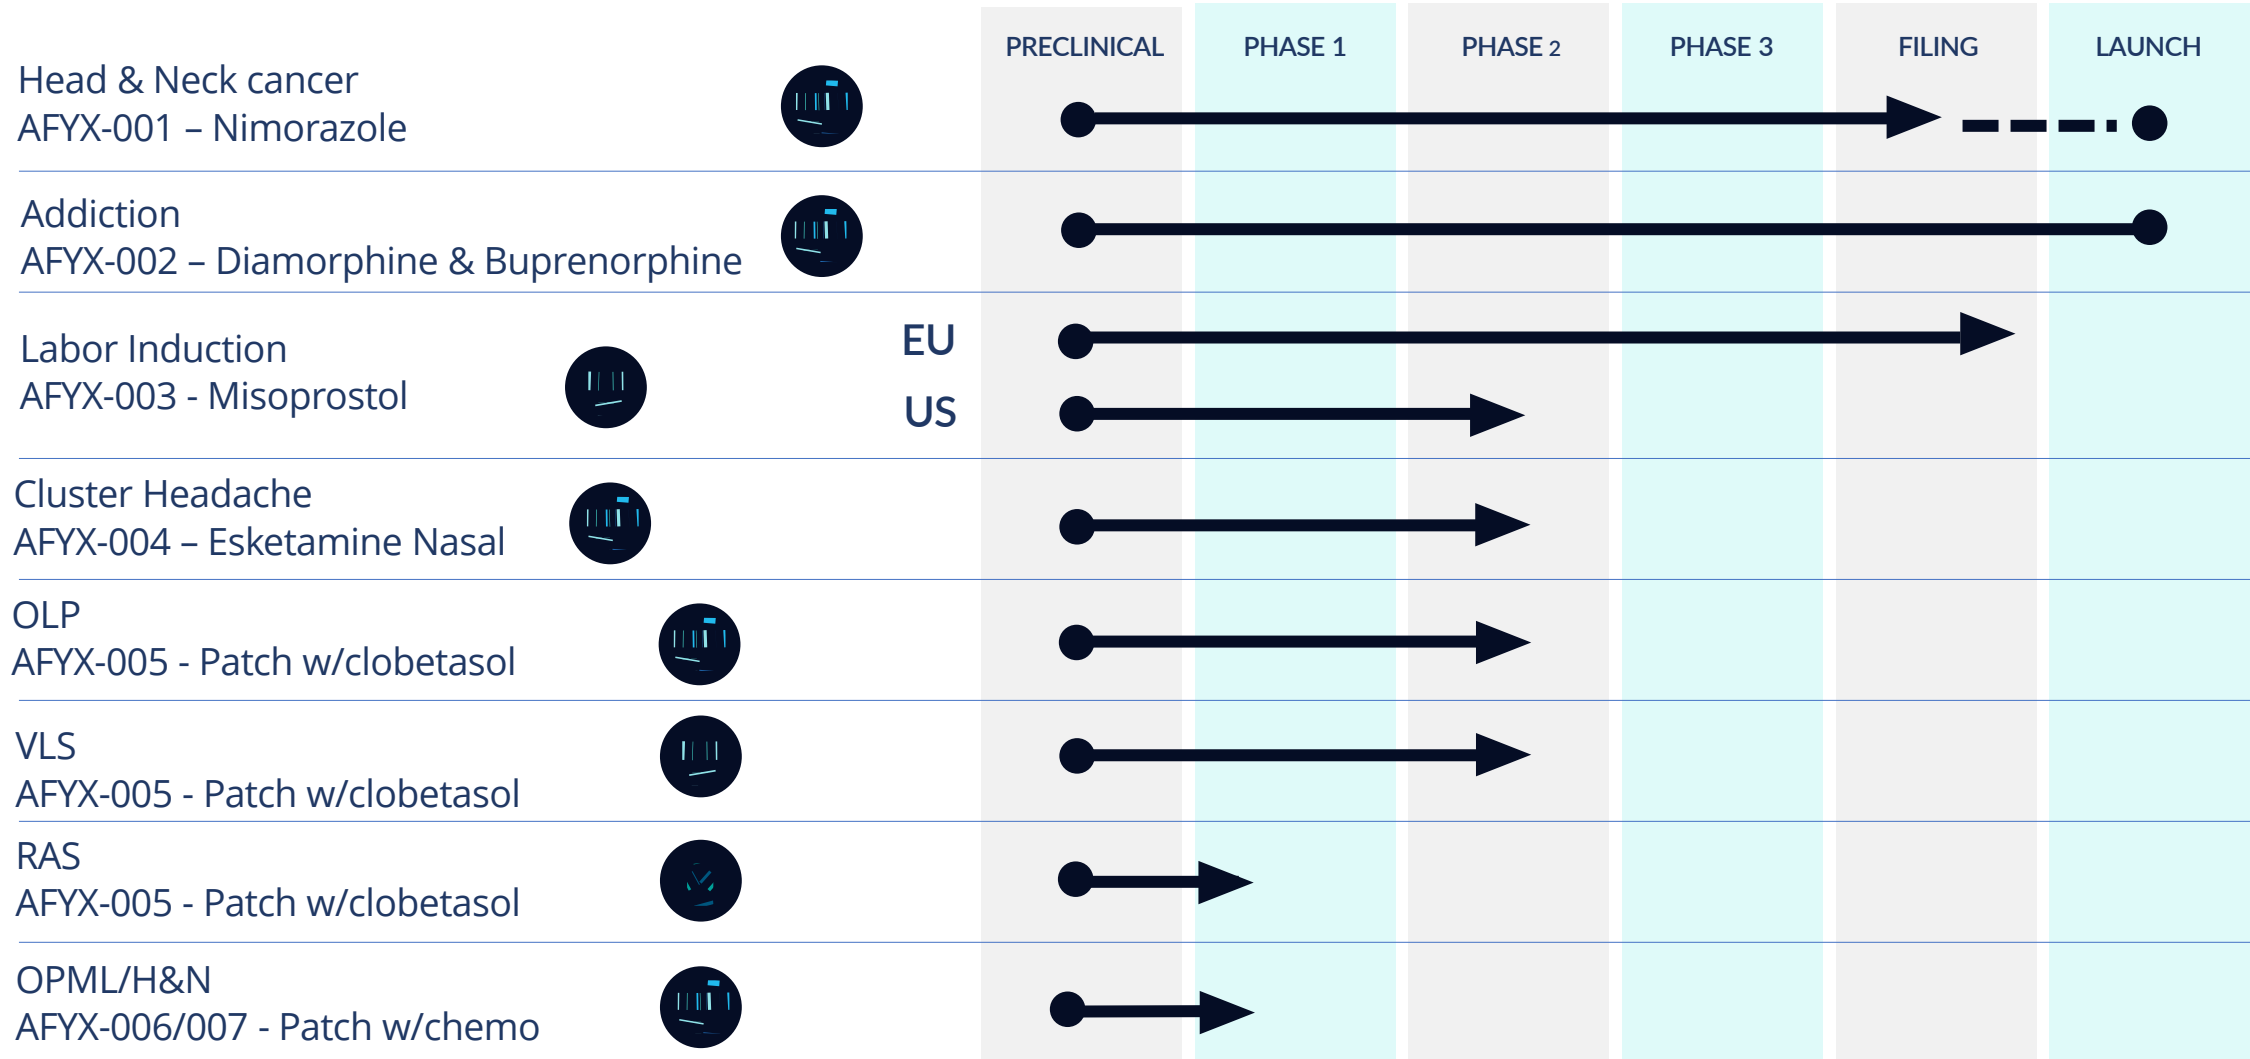 PRECLINICAL
PHASE 1
PHASE 2
PHASE 3
FILING
LAUNCH
Head & Neck cancer
AFYX-001 – Nimorazole
Addiction
AFYX-002 – Diamorphine & Buprenorphine
Labor Induction
AFYX-003 - Misoprostol
EU
US
Cluster Headache
AFYX-004 – Esketamine Nasal
OLP
AFYX-005 - Patch w/clobetasol
VLS
AFYX-005 - Patch w/clobetasol
RAS
AFYX-005 - Patch w/clobetasol
OPML/H&N
AFYX-006/007 - Patch w/chemo